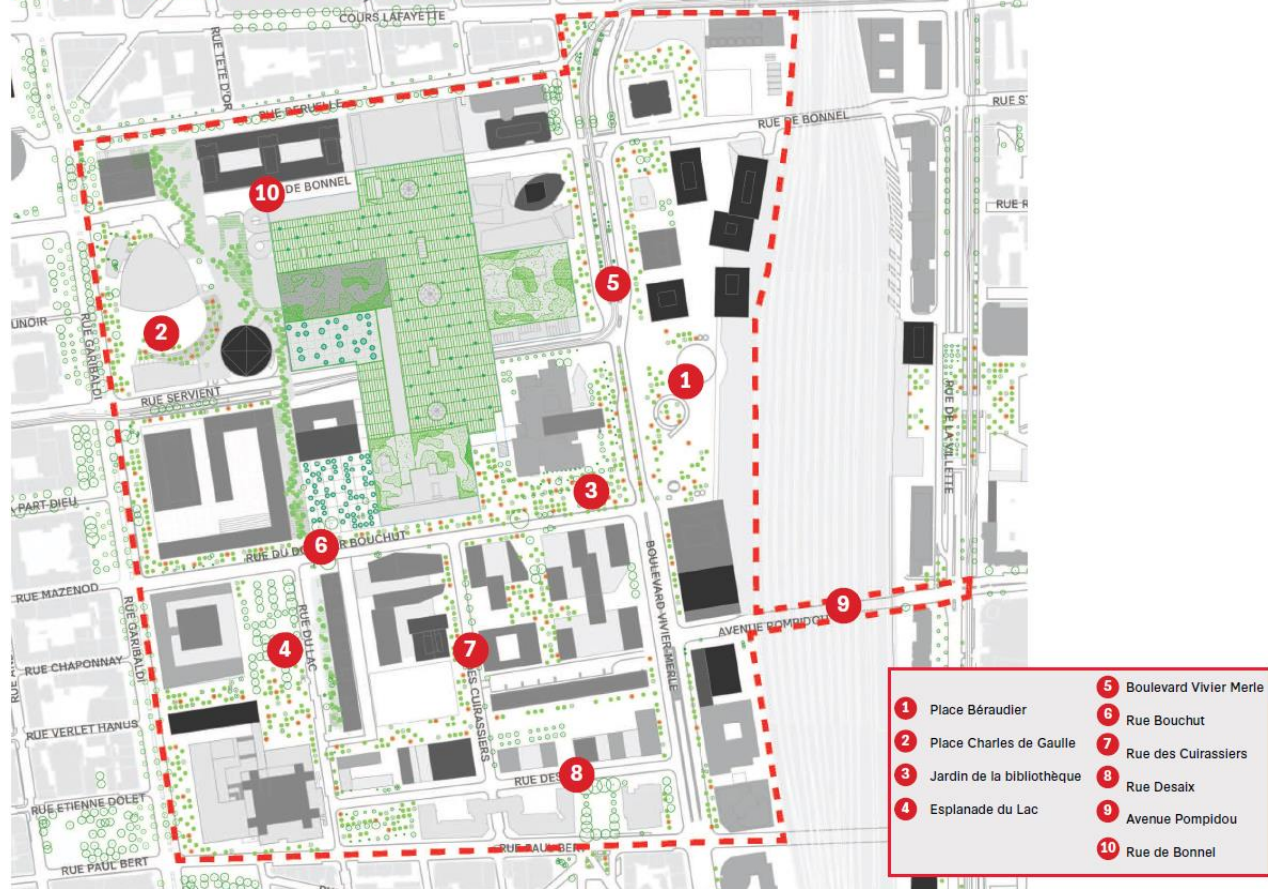 COURS LAFAYETTE
RUE TÊTE D'OR
RUE DERUELLE
RUE DE BONNEL
10
DE BONNEL
5
2
RUE GARIBALDI
RUE SERVIENT
1
RUE DE LA VILLETTE
3
PART-DIEU
6
RUE DU DO
R BOUCHUT
RUE MAZENOD
BOULEVARD VIVIER MERLE
9
AVENUE POMPIDOU
RUE GARIBALDI
RUE DU LAC
4
7
ES CUIRASSIERS
RUE CHAPONNAY
RUE VERLET HANUS
8
RUE DES
RUE ETIENNE DOLET
RUE PAUL BERT
RUE PAUL BERT
1 Place Béraudier
2 Place Charles de Gaulle
3 Jardin de la bibliothèque
4 Esplanade du Lac
5 Boulevard Vivier Merle
6 Rue Bouchut
7 Rue des Cuirassiers
8 Rue Desaix
9 Avenue Pompidou
10 Rue de Bonnel